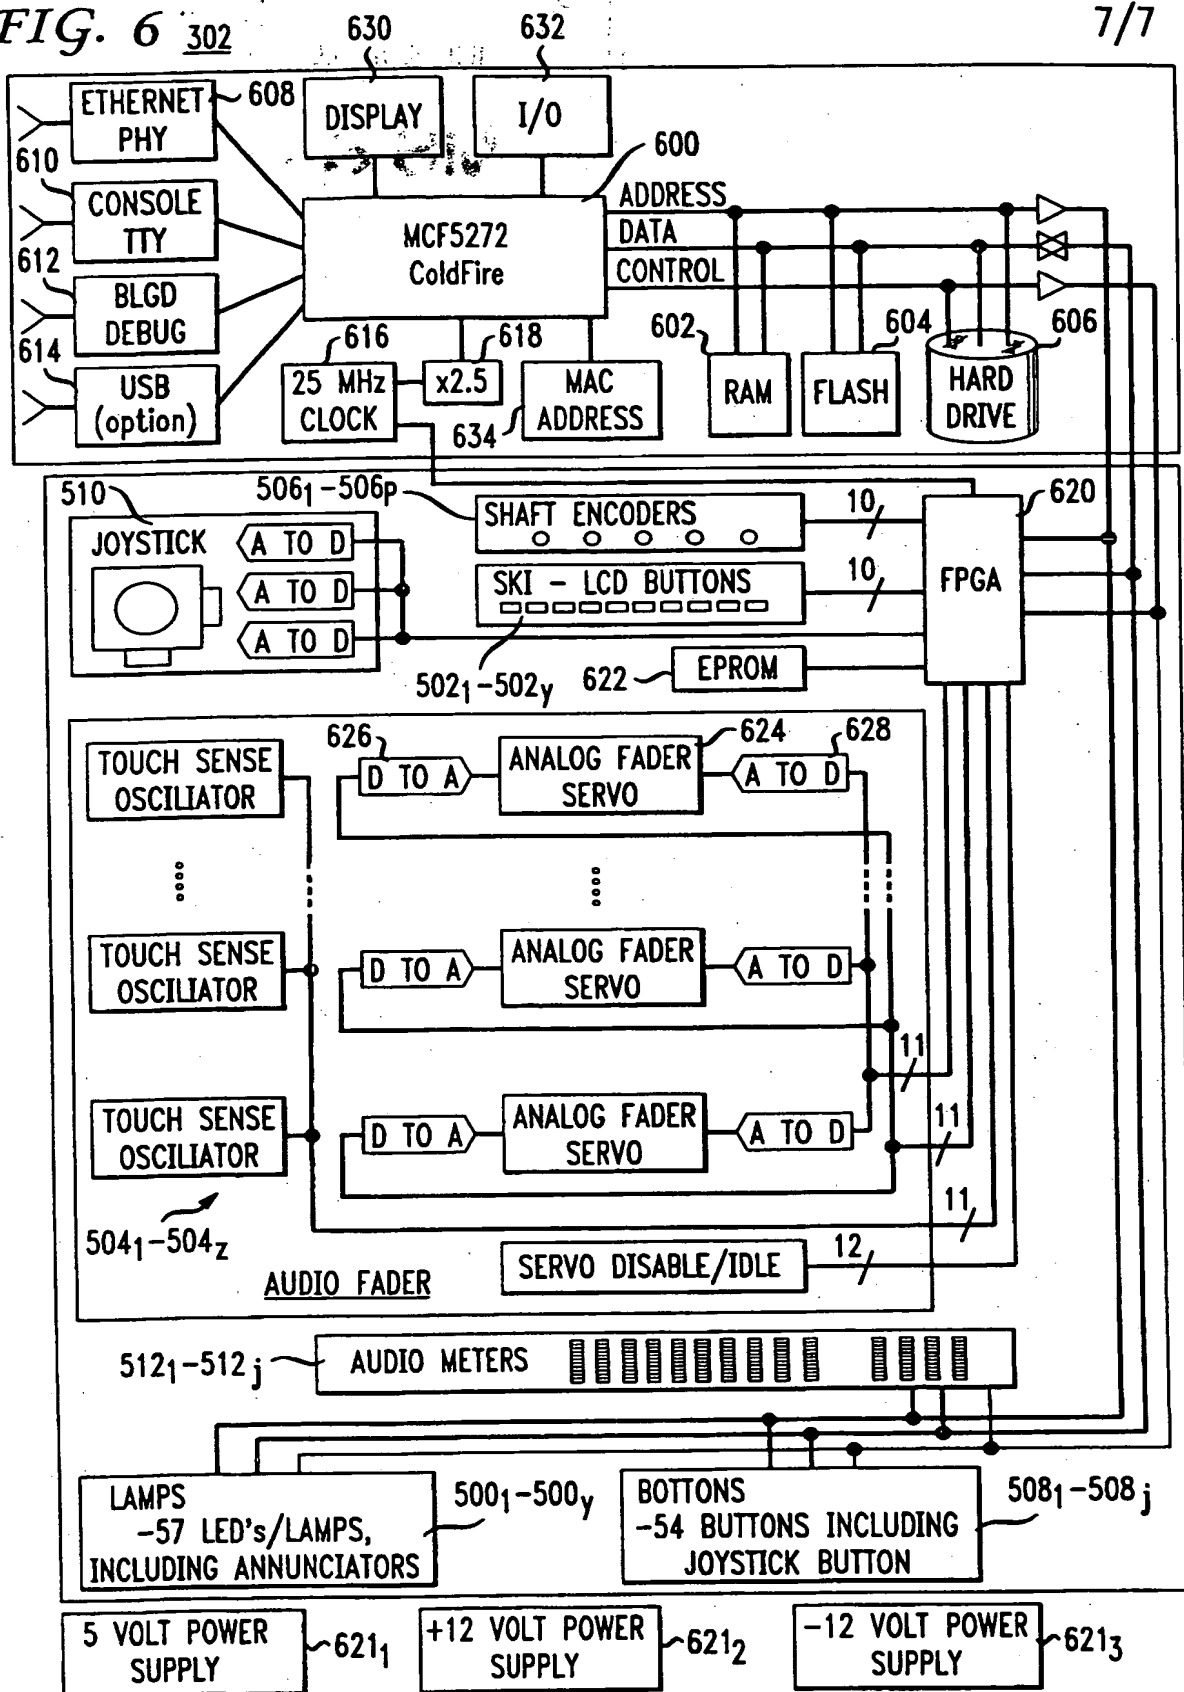 FIG. 6 302
7/7
630
632
ETHERNET
PHY
608
DISPLAY
I/O
600
610
CONSOLE
TTY
MCF5272
ColdFire
ADDRESS
DATA
CONTROL
612
BLGD
DEBUG
614
USB
(option)
616
618
25 MHz
CLOCK
x2.5
634
MAC
ADDRESS
602
RAM
604
FLASH
606
HARD
DRIVE
510
JOYSTICK
A TO D
A TO D
A TO D
506₁-506p
SHAFT ENCODERS
10
SKI - LCD BUTTONS
10
502₁-502y
622
EPROM
620
FPGA
TOUCH SENSE
OSCILIATOR
626
D TO A
624
ANALOG FADER
SERVO
628
A TO D
TOUCH SENSE
OSCILIATOR
D TO A
ANALOG FADER
SERVO
A TO D
11
TOUCH SENSE
OSCILIATOR
D TO A
ANALOG FADER
SERVO
A TO D
11
11
504₁-504z
SERVO DISABLE/IDLE
12
AUDIO FADER
512₁-512j
AUDIO METERS
LAMPS
-57 LED's/LAMPS,
INCLUDING ANNUNCIATORS
500₁-500y
BOTTONS
-54 BUTTONS INCLUDING
JOYSTICK BUTTON
508₁-508j
5 VOLT POWER
SUPPLY
621₁
+12 VOLT POWER
SUPPLY
621₂
-12 VOLT POWER
SUPPLY
621₃